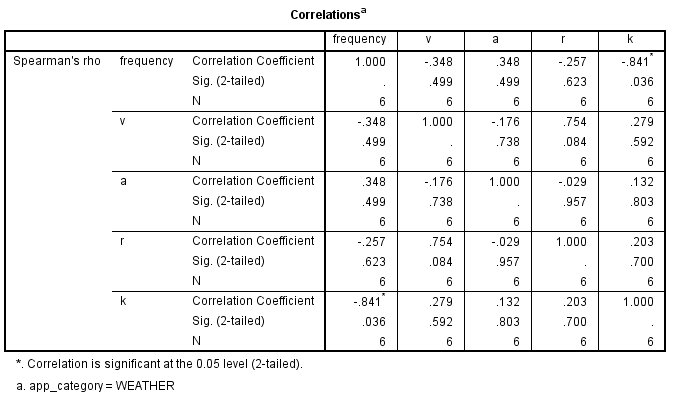 Correlationsa
frequency v a r k
Spearman's rho frequency Correlation Coefficient 1.000 -.348 .348 -.257 -.841*
Sig. (2-tailed) . .499 .499 .623 .036
N 6 6 6 6 6
v Correlation Coefficient -.348 1.000 -.176 .754 .279
Sig. (2-tailed) .499 . .738 .084 .592
N 6 6 6 6 6
a Correlation Coefficient .348 -.176 1.000 -.029 .132
Sig. (2-tailed) .499 .738 . .957 .803
N 6 6 6 6 6
r Correlation Coefficient -.257 .754 -.029 1.000 .203
Sig. (2-tailed) .623 .084 .957 . .700
N 6 6 6 6 6
k Correlation Coefficient -.841* .279 .132 .203 1.000
Sig. (2-tailed) .036 .592 .803 .700 .
N 6 6 6 6 6
*. Correlation is significant at the 0.05 level (2-tailed).
a. app_category = WEATHER